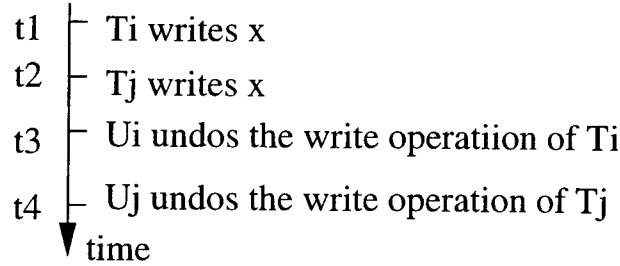 t1 Ti writes x
t2 Tj writes x
t3 Ui undos the write operatiion of Ti
t4 Uj undos the write operation of Tj
time